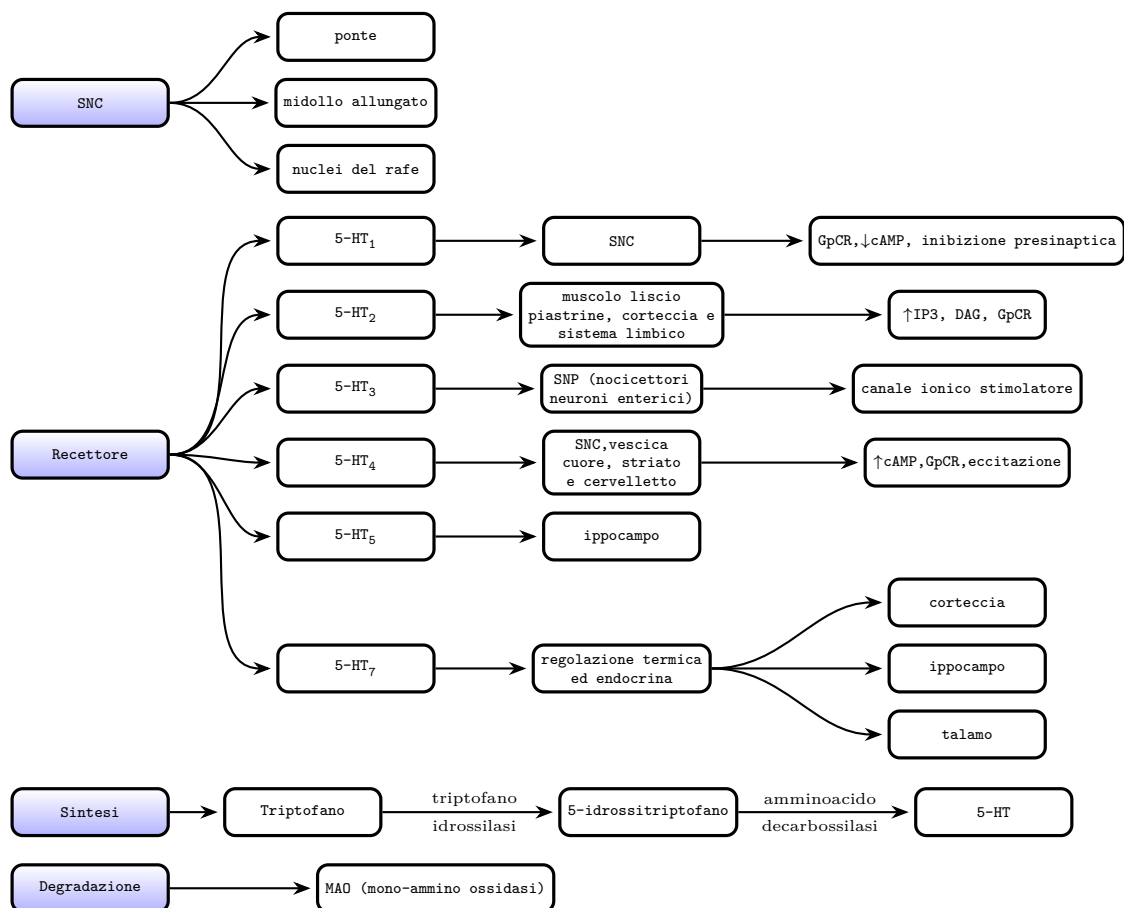 ponte
SNC
midollo allungato
nuclei del rafe
5-HT₁
SNC
GpCR,↓cAMP, inibizione presinaptica
5-HT₂
muscolo liscio
piastrine, corteccia e
sistema limbico
↑IP3, DAG, GpCR
5-HT₃
SNP (nocicettori
neuroni enterici)
canale ionico stimolatore
Recettore
5-HT₄
SNC,vescica
cuore, striato
e cervelletto
↑cAMP,GpCR,eccitazione
5-HT₅
ippocampo
5-HT₇
regolazione termica
ed endocrina
corteccia
ippocampo
talamo
Sintesi
Triptofano
triptofano
idrossilasi
5-idrossitriptofano
amminoacido
decarbossilasi
5-HT
Degradazione
MAO (mono-ammino ossidasi)